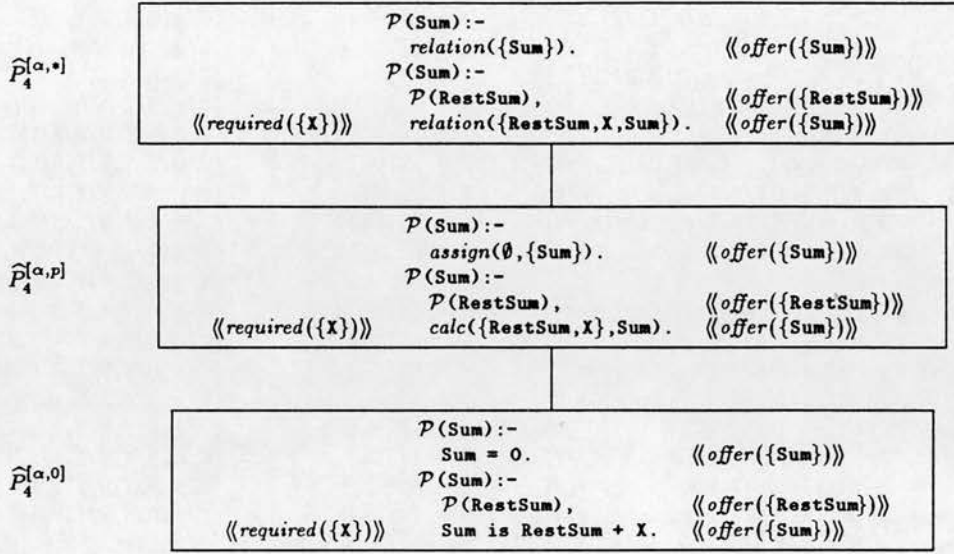 𝒫(Sum):-
relation({Sum}). ⟪offer({Sum})⟫
P̂₄^[α,*] 𝒫(Sum):-
𝒫(RestSum), ⟪offer({RestSum})⟫
⟪required({X})⟫ relation({RestSum,X,Sum}). ⟪offer({Sum})⟫
𝒫(Sum):-
assign(∅,{Sum}). ⟪offer({Sum})⟫
P̂₄^[α,p] 𝒫(Sum):-
𝒫(RestSum), ⟪offer({RestSum})⟫
⟪required({X})⟫ calc({RestSum,X},Sum). ⟪offer({Sum})⟫
𝒫(Sum):-
Sum = 0. ⟪offer({Sum})⟫
P̂₄^[α,0] 𝒫(Sum):-
𝒫(RestSum), ⟪offer({RestSum})⟫
⟪required({X})⟫ Sum is RestSum + X. ⟪offer({Sum})⟫